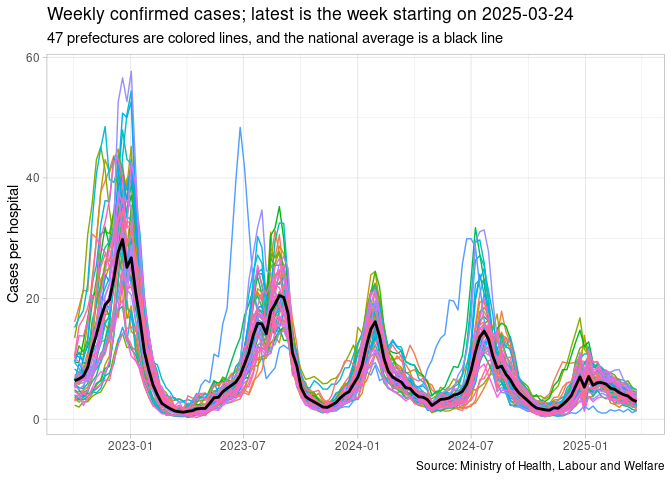 Weekly confirmed cases; latest is the week starting on 2025-03-24
47 prefectures are colored lines, and the national average is a black line
Cases per hospital
60
40
20
0
2023-01
2023-07
2024-01
2024-07
2025-01
Source: Ministry of Health, Labour and Welfare